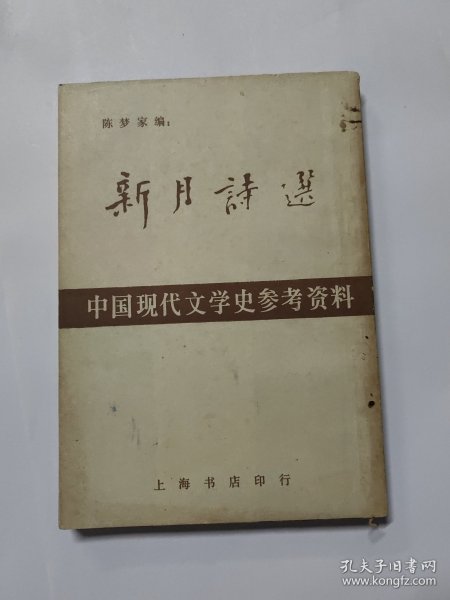 陈梦家编：
新月詩選
中国现代文学史参考资料
上海书店印行
孔夫子旧书网
www.kongfz.com